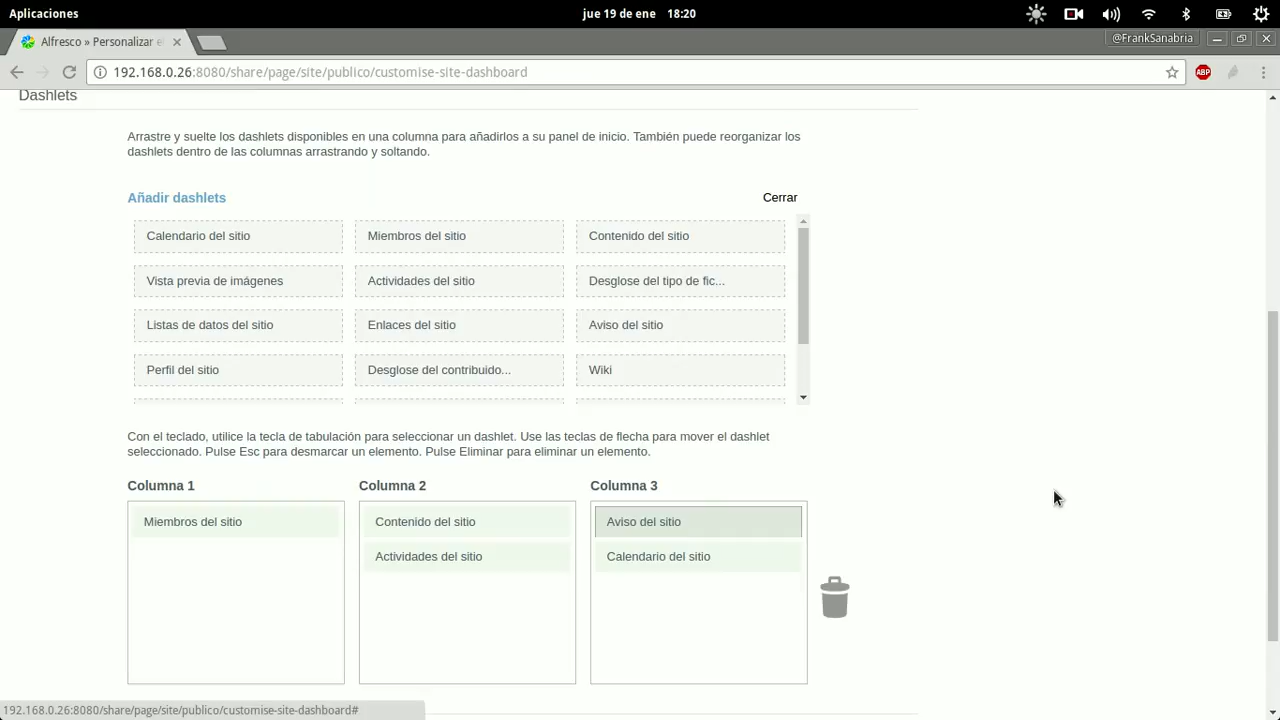 Aplicaciones
jue 19 de ene 18:20
Alfresco » Personalizar el
@FrankSanabria
192.168.0.26:8080/share/page/site/publico/customise-site-dashboard
ABP
Dashlets
Arrastre y suelte los dashlets disponibles en una columna para añadirlos a su panel de inicio. También puede reorganizar los
dashlets dentro de las columnas arrastrando y soltando.
Añadir dashlets
Cerrar
Calendario del sitio
Miembros del sitio
Contenido del sitio
Vista previa de imágenes
Actividades del sitio
Desglose del tipo de fic...
Listas de datos del sitio
Enlaces del sitio
Aviso del sitio
Perfil del sitio
Desglose del contribuido...
Wiki
Con el teclado, utilice la tecla de tabulación para seleccionar un dashlet. Use las teclas de flecha para mover el dashlet
seleccionado. Pulse Esc para desmarcar un elemento. Pulse Eliminar para eliminar un elemento.
Columna 1
Columna 2
Columna 3
Miembros del sitio
Contenido del sitio
Aviso del sitio
Actividades del sitio
Calendario del sitio
192.168.0.26:8080/share/page/site/publico/customise-site-dashboard#